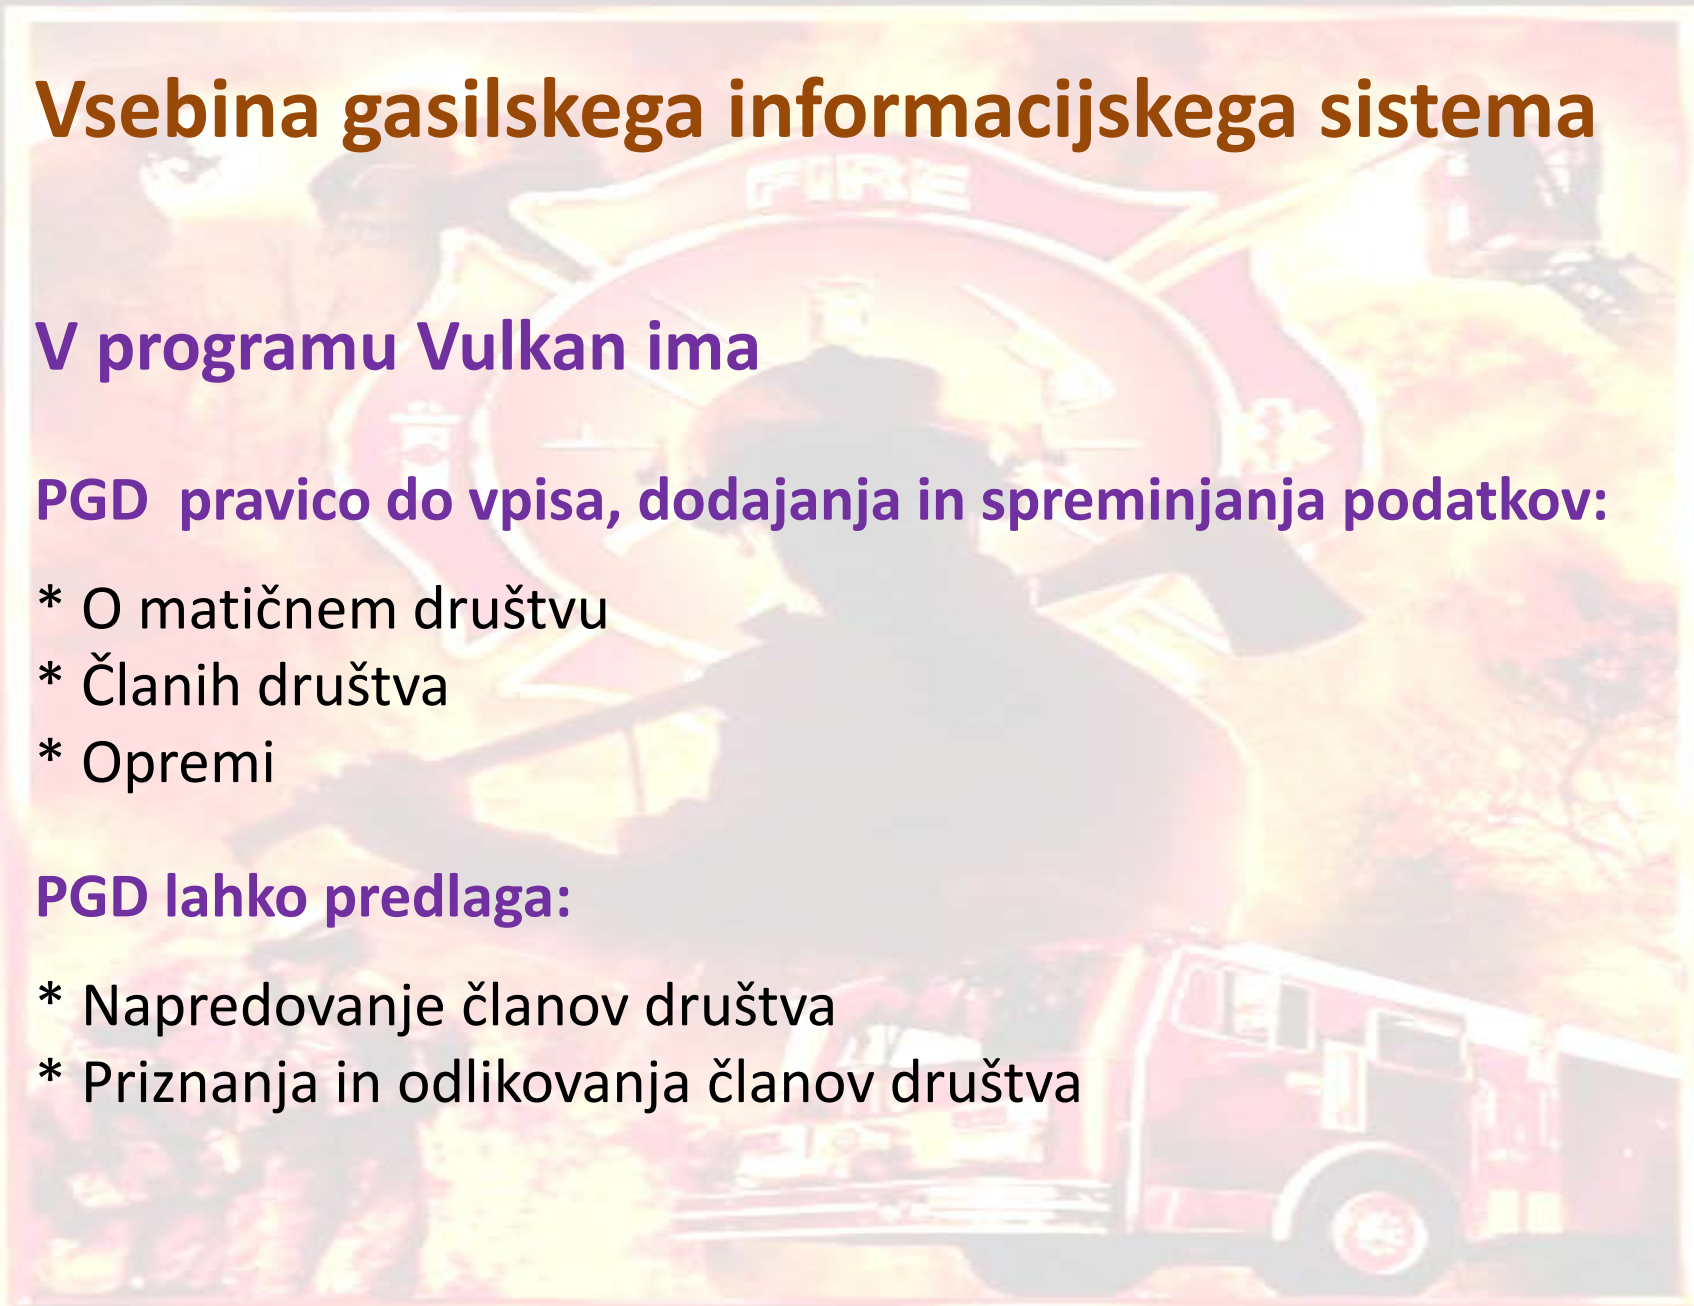 Vsebina gasilskega informacijskega sistema
FIRE
V programu Vulkan ima
PGD  pravico do vpisa, dodajanja in spreminjanja podatkov:
* O matičnem društvu
* Članih društva
* Opremi
PGD lahko predlaga:
* Napredovanje članov društva
* Priznanja in odlikovanja članov društva